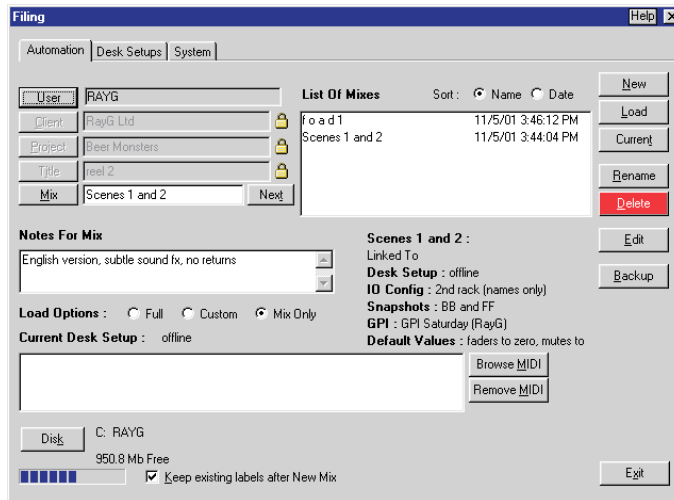 Filing Help X
Automation Desk Setups System
User RAYG
Client RayG Ltd
Project Beer Monsters
Title reel 2
Mix Scenes 1 and 2 Next
List Of Mixes Sort : Name Date
f o a d 1 11/5/01 3:46:12 PM
Scenes 1 and 2 11/5/01 3:44:04 PM
New
Load
Current
Rename
Delete
Edit
Backup
Notes For Mix
English version, subtle sound fx, no returns
Load Options : Full Custom Mix Only
Current Desk Setup : offline
Scenes 1 and 2 :
Linked To
Desk Setup : offline
IO Config : 2nd rack (names only)
Snapshots : BB and FF
GPI : GPI Saturday (RayG)
Default Values : faders to zero, mutes to
Browse MIDI
Remove MIDI
Disk C: RAYG
950.8 Mb Free
Keep existing labels after New Mix
Exit